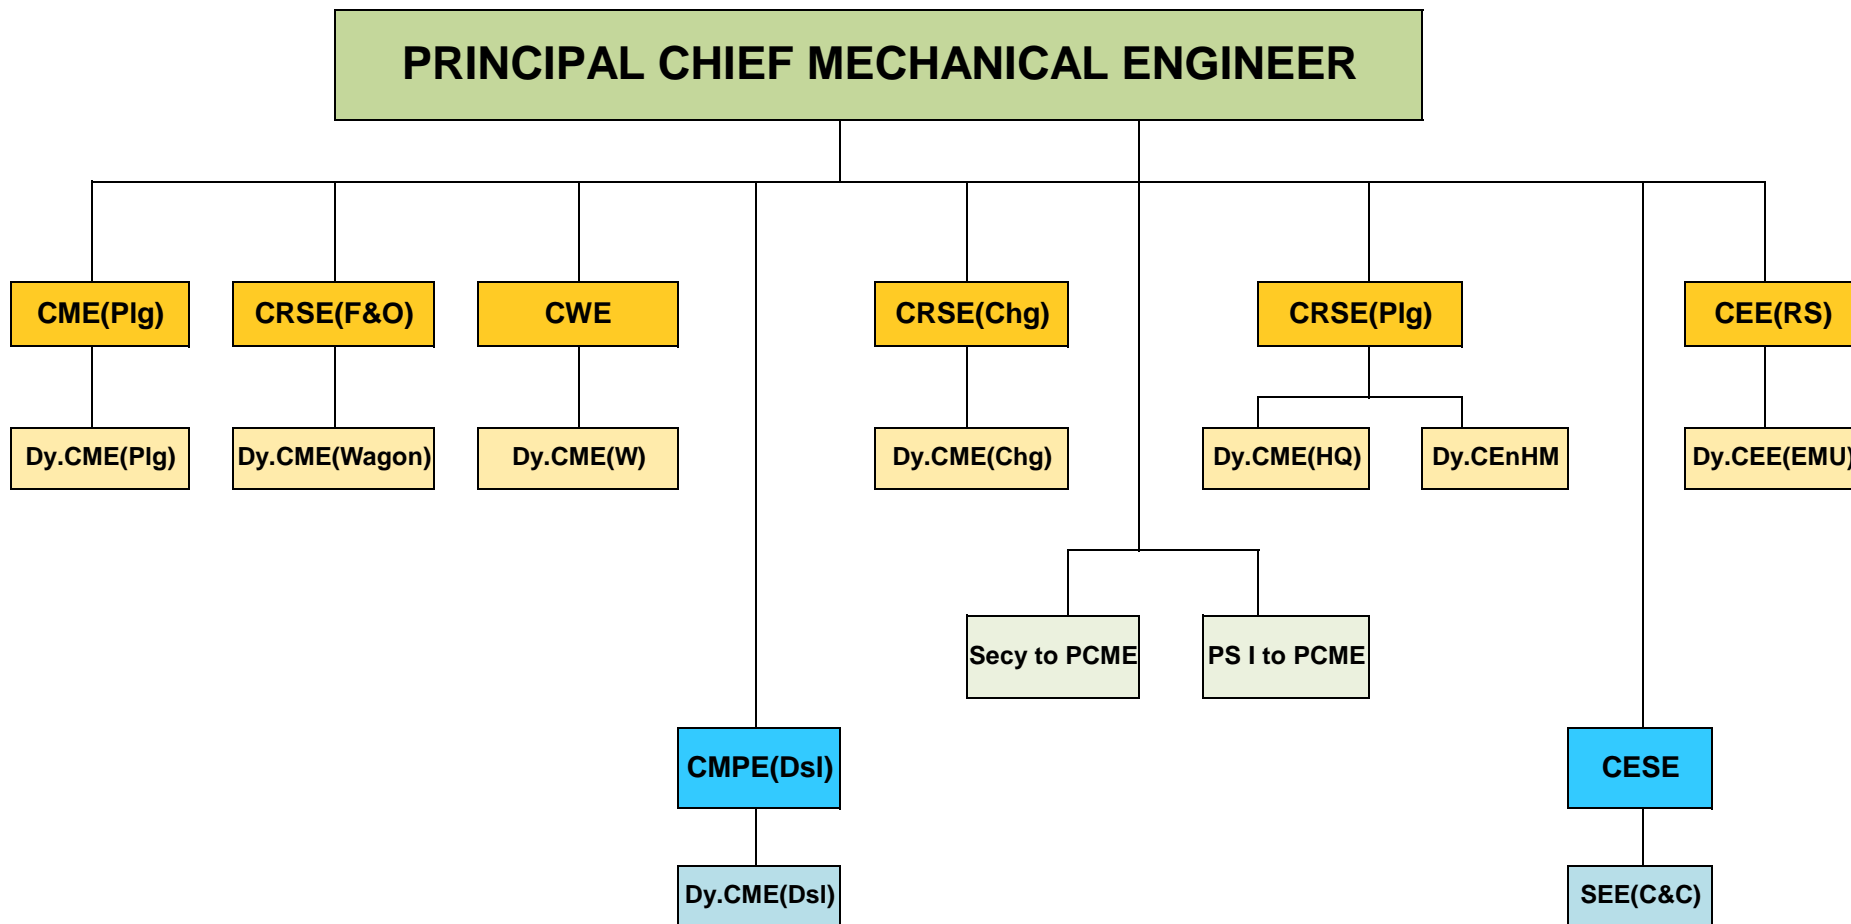 PRINCIPAL CHIEF MECHANICAL ENGINEER
CME(Plg)
CRSE(F&O)
CWE
CRSE(Chg)
CRSE(Plg)
CEE(RS)
Dy.CME(Plg)
Dy.CME(Wagon)
Dy.CME(W)
Dy.CME(Chg)
Dy.CME(HQ)
Dy.CEnHM
Dy.CEE(EMU)
Secy to PCME
PS I to PCME
CMPE(Dsl)
CESE
Dy.CME(Dsl)
SEE(C&C)